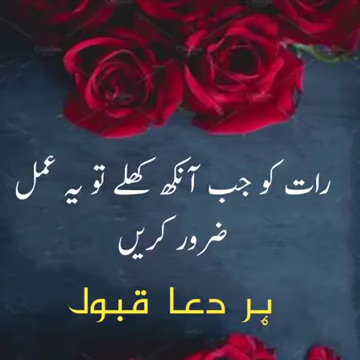 رات کو جب آنکھ کھلے تو یہ عمل
ضرور کریں
ہر دعا قبول